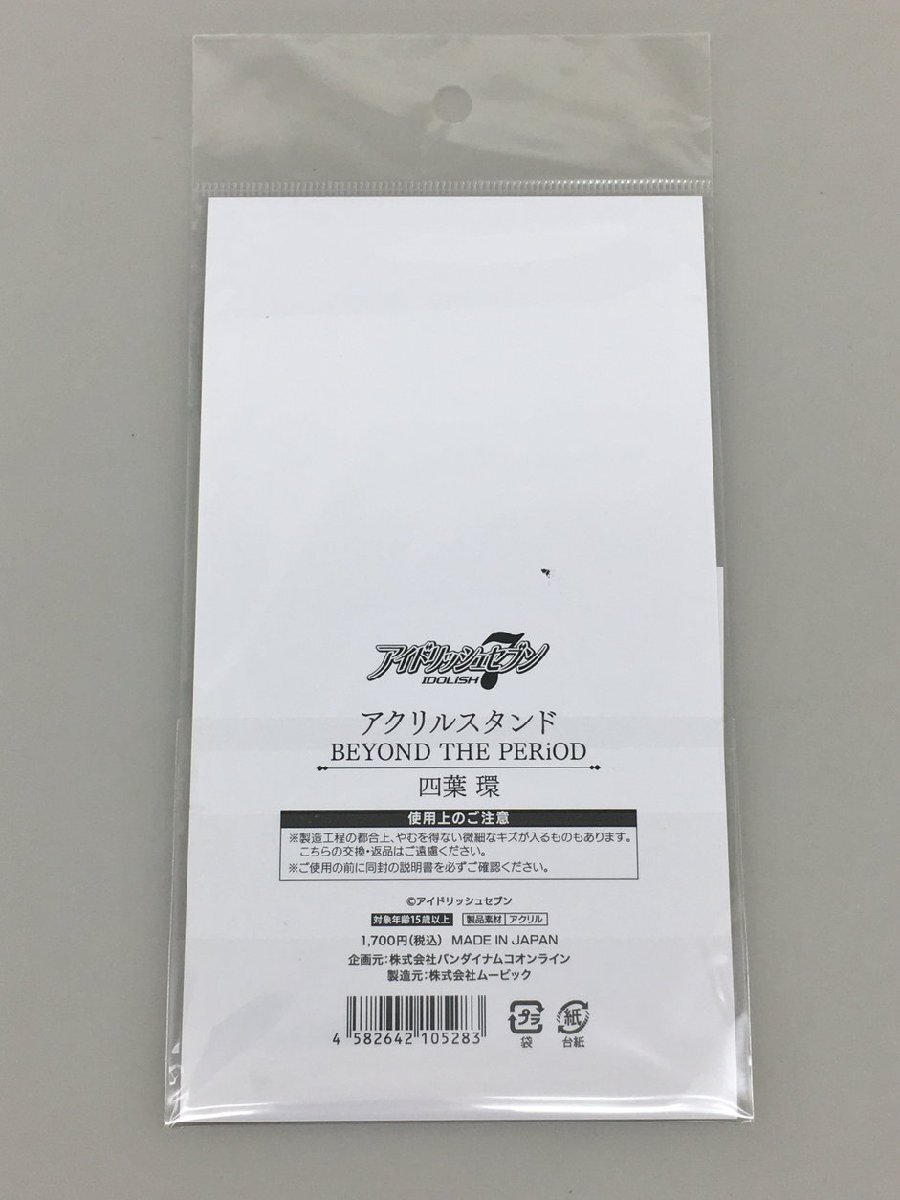 アイドリッシュセブン7
IDOLiSH
アクリルスタンド
BEYOND THE PERiOD
四葉 環
使用上のご注意
※製造工程の都合上、やむを得ない微細なキズが入るものもあります。
こちらの交換・返品はご遠慮ください。
※ご使用の前に同封の説明書を必ずご確認ください。
©アイドリッシュセブン
対象年齢15歳以上 製品素材 アクリル
1,700円(税込) MADE IN JAPAN
企画元:株式会社バンダイナムコオンライン
製造元:株式会社ムービック
4 582642 105283
プラ 紙
袋 台紙